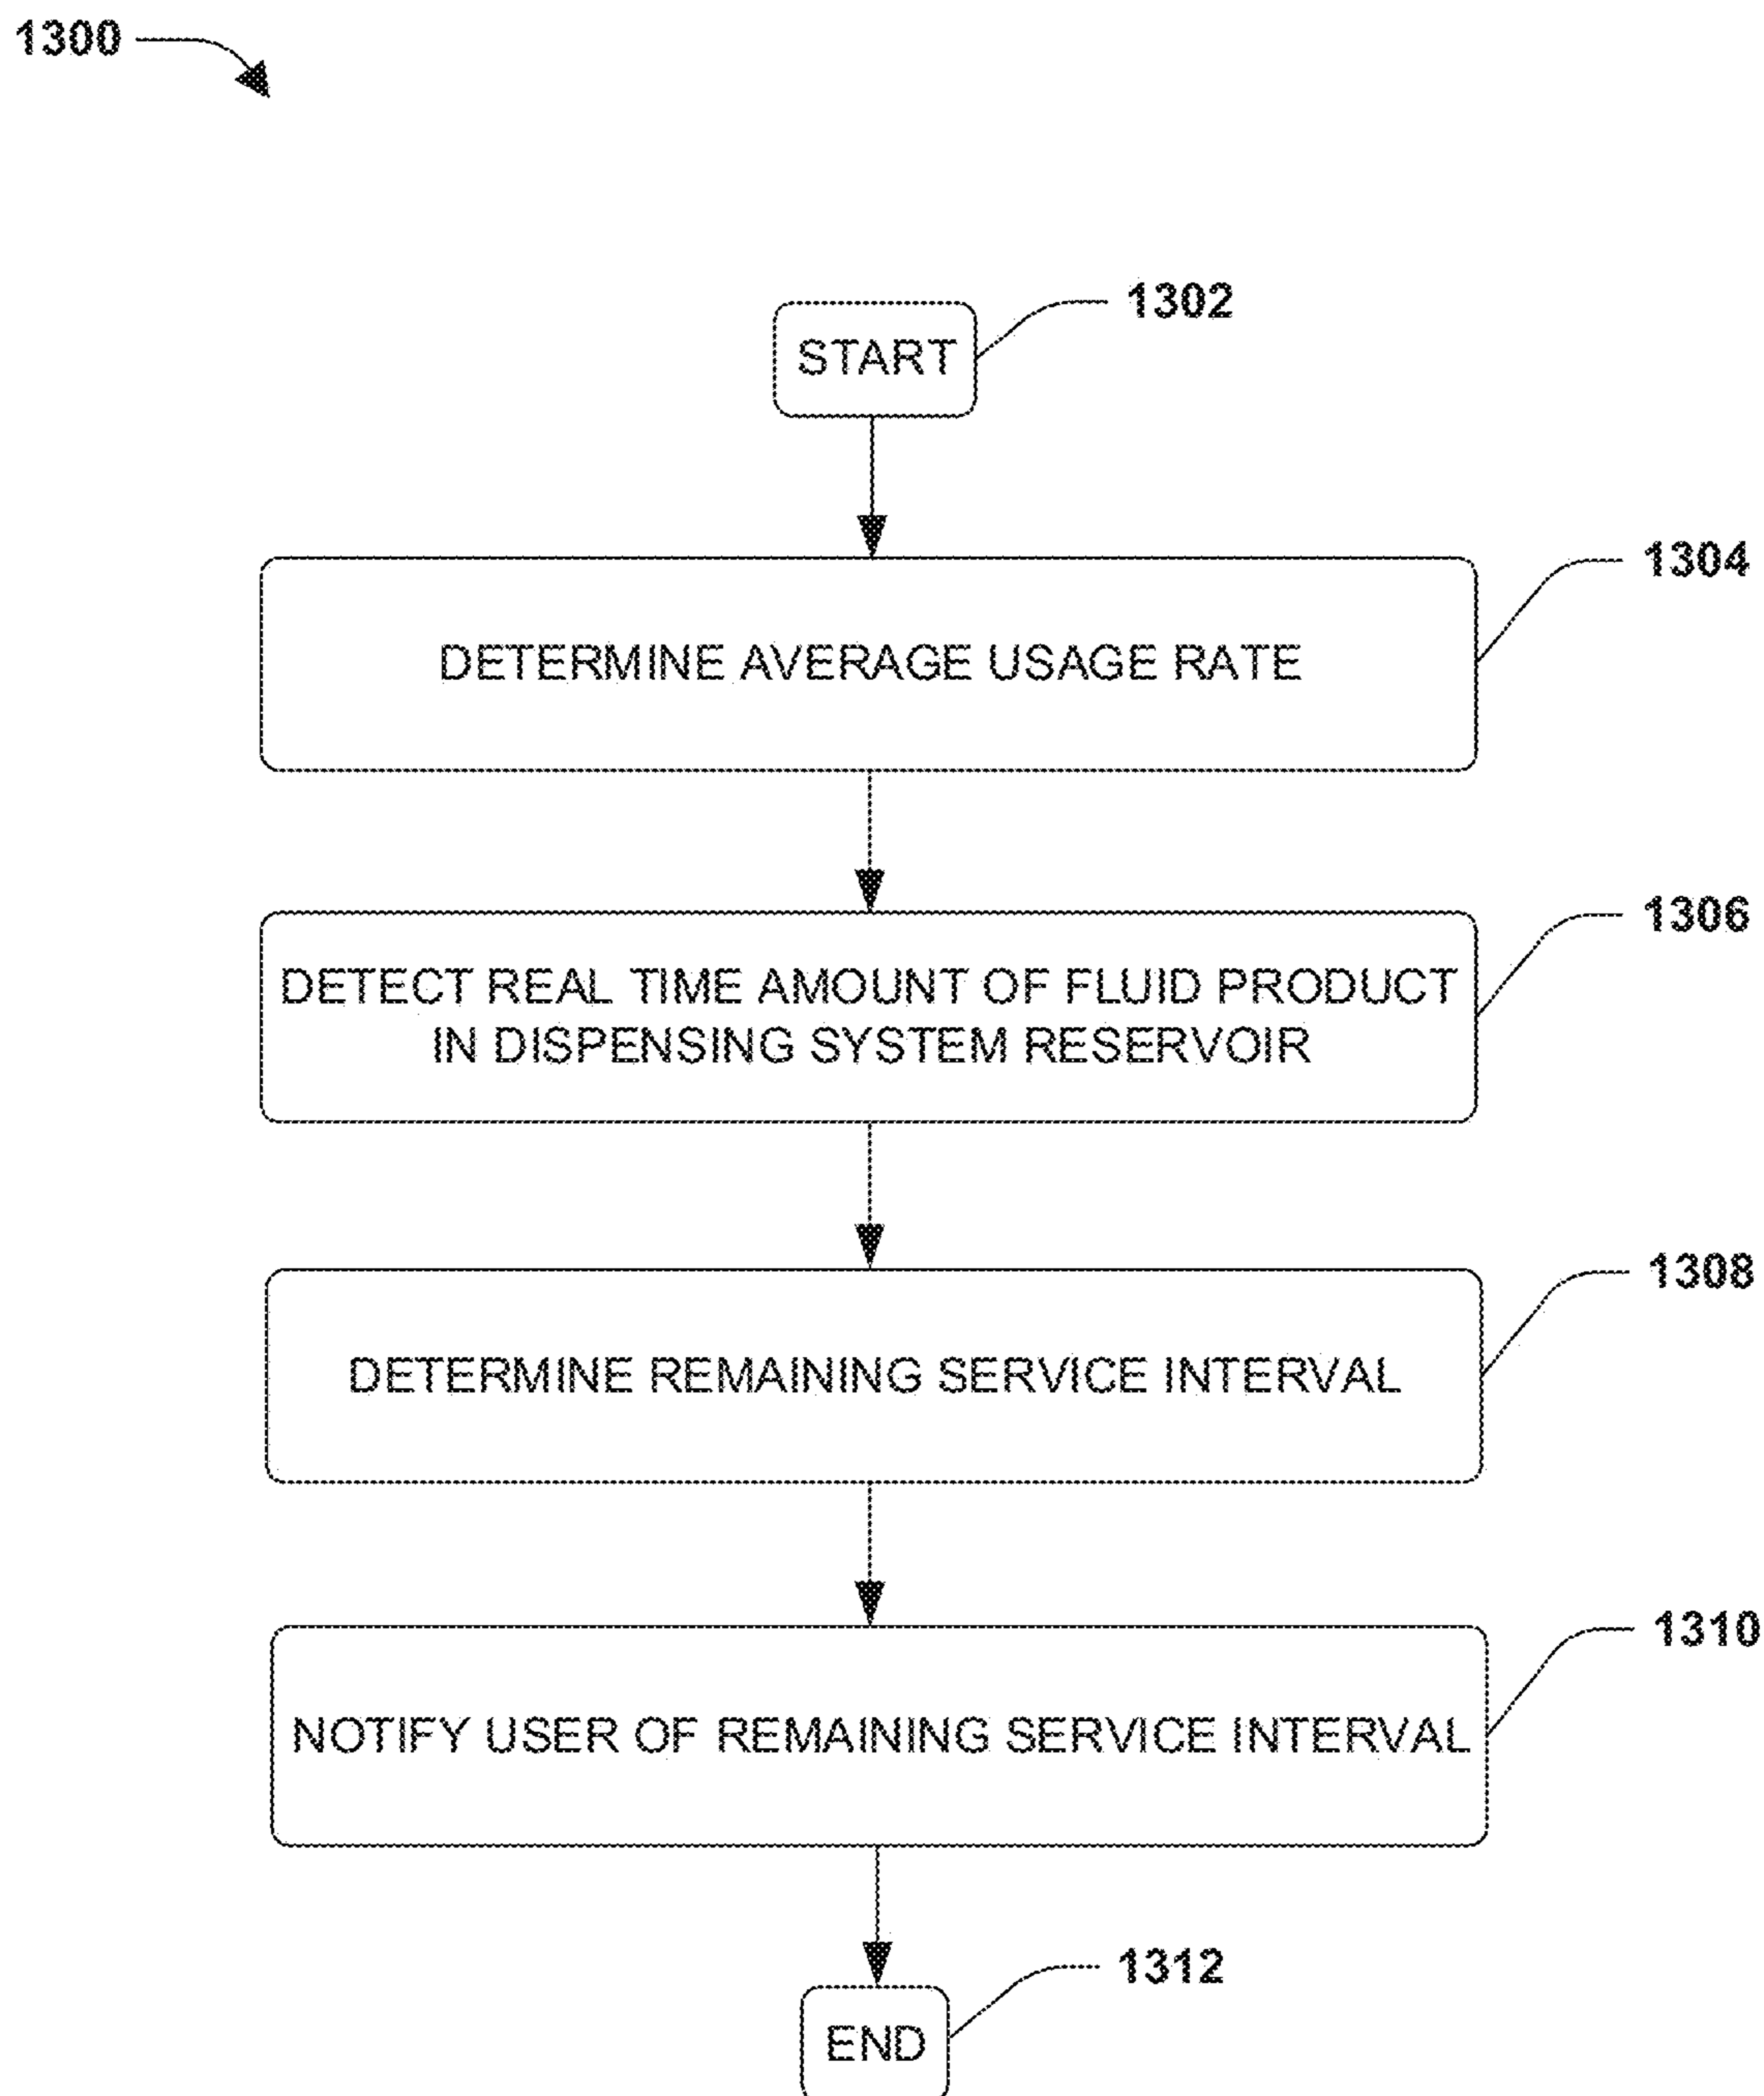 1300
1302
START
1304
DETERMINE AVERAGE USAGE RATE
1306
DETECT REAL TIME AMOUNT OF FLUID PRODUCT
IN DISPENSING SYSTEM RESERVOIR
1308
DETERMINE REMAINING SERVICE INTERVAL
1310
NOTIFY USER OF REMAINING SERVICE INTERVAL
1312
END